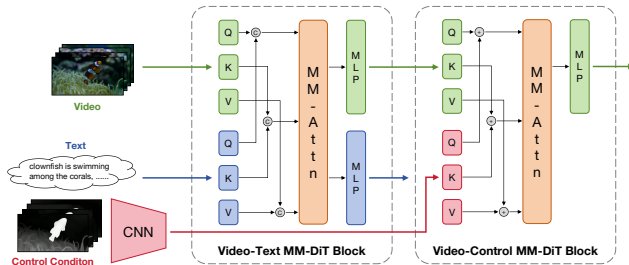 Video
Text
clownfish is swimming
among the corals, ......
Control Conditon
CNN
Q
K
V
Q
K
V
C
C
C
MM-Attn
MLP
MLP
Video-Text MM-DiT Block
Q
K
V
Q
K
V
+
+
+
MM-Attn
MLP
Video-Control MM-DiT Block